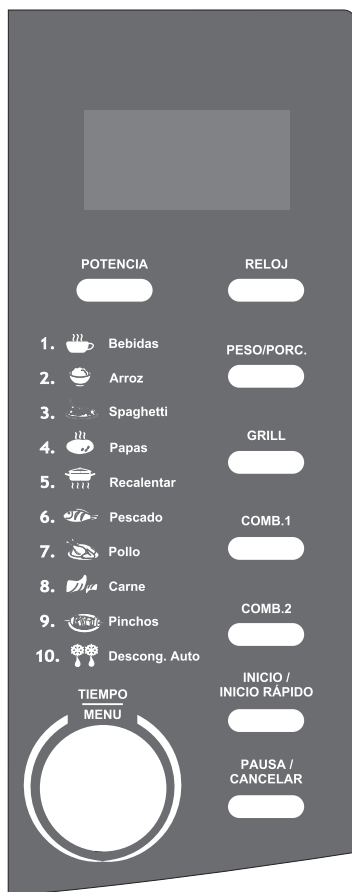 POTENCIA
RELOJ
1. Bebidas
2. Arroz
3. Spaghetti
4. Papas
5. Recalentar
6. Pescado
7. Pollo
8. Carne
9. Pinchos
10. Descong. Auto
PESO/PORC.
GRILL
COMB.1
COMB.2
TIEMPO
MENU
INICIO /
INICIO RÁPIDO
PAUSA /
CANCELAR